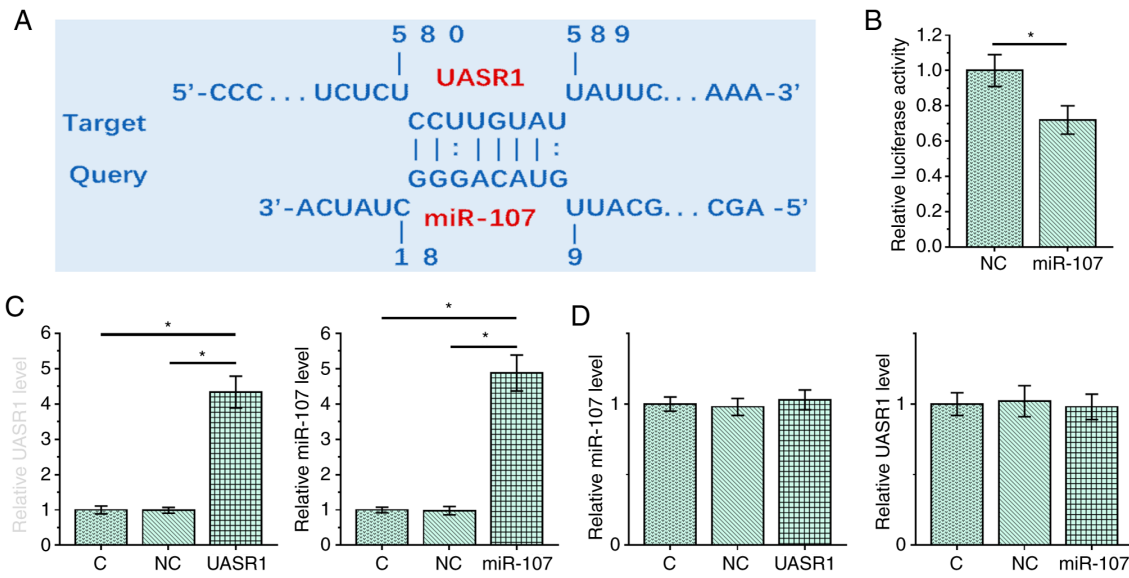 A
5 8 0
5 8 9
UASR1
5'-CCC ... UCUCU
UAUUC... AAA-3'
Target
CCUUGUAU
||:||||:
Query
GGGACAUG
3'-ACUAUC
miR-107
UUACG... CGA -5'
1 8
9
B
Relative luciferase activity
1.2
1.0
0.8
0.6
0.4
0.2
0.0
*
NC
miR-107
C
Relative UASR1 level
6
5
4
3
2
1
0
*
*
C
NC
UASR1
Relative miR-107 level
6
5
4
3
2
1
0
*
*
C
NC
miR-107
D
Relative miR-107 level
1
0
C
NC
UASR1
Relative UASR1 level
1
0
C
NC
miR-107